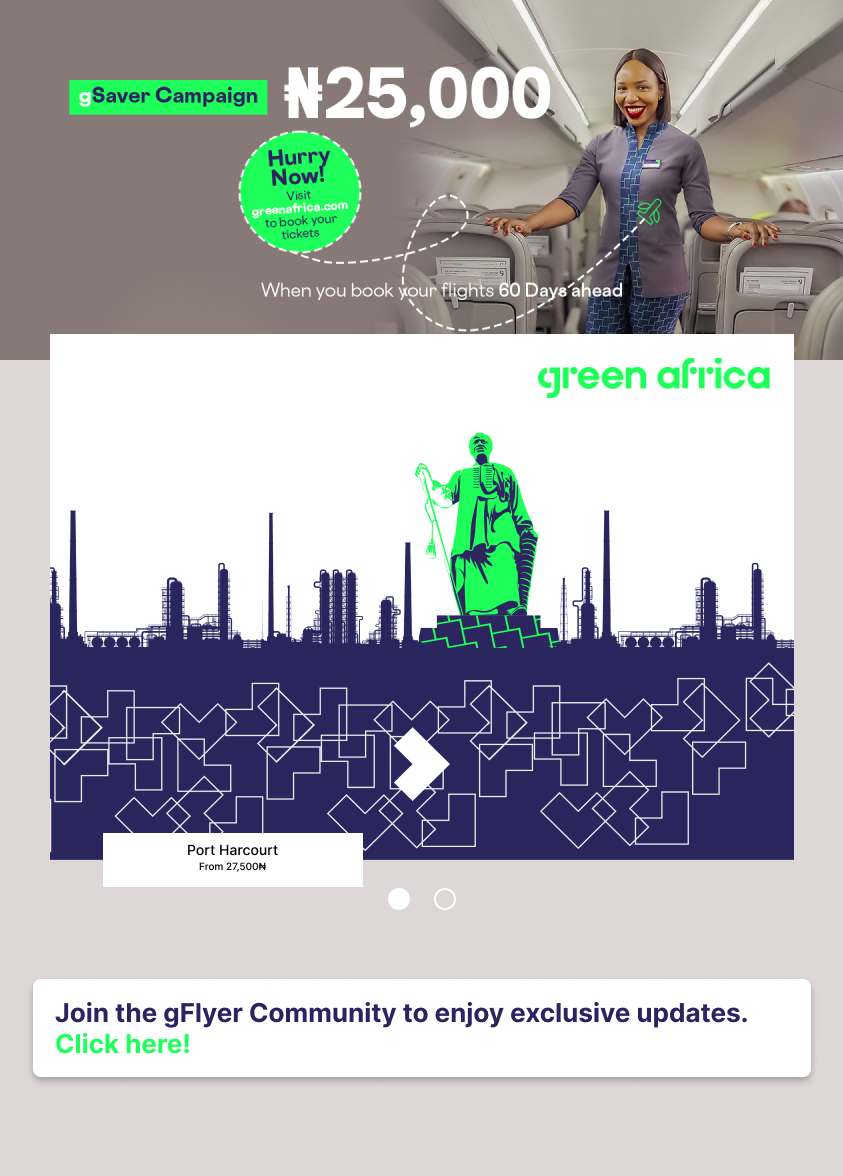 gSaver Campaign
₦25,000
Hurry
Now!
Visit
greenafrica.com
to book your
tickets
When you book your flights 60 Days ahead
green africa
Port Harcourt
From 27,500₦
Join the gFlyer Community to enjoy exclusive updates.
Click here!